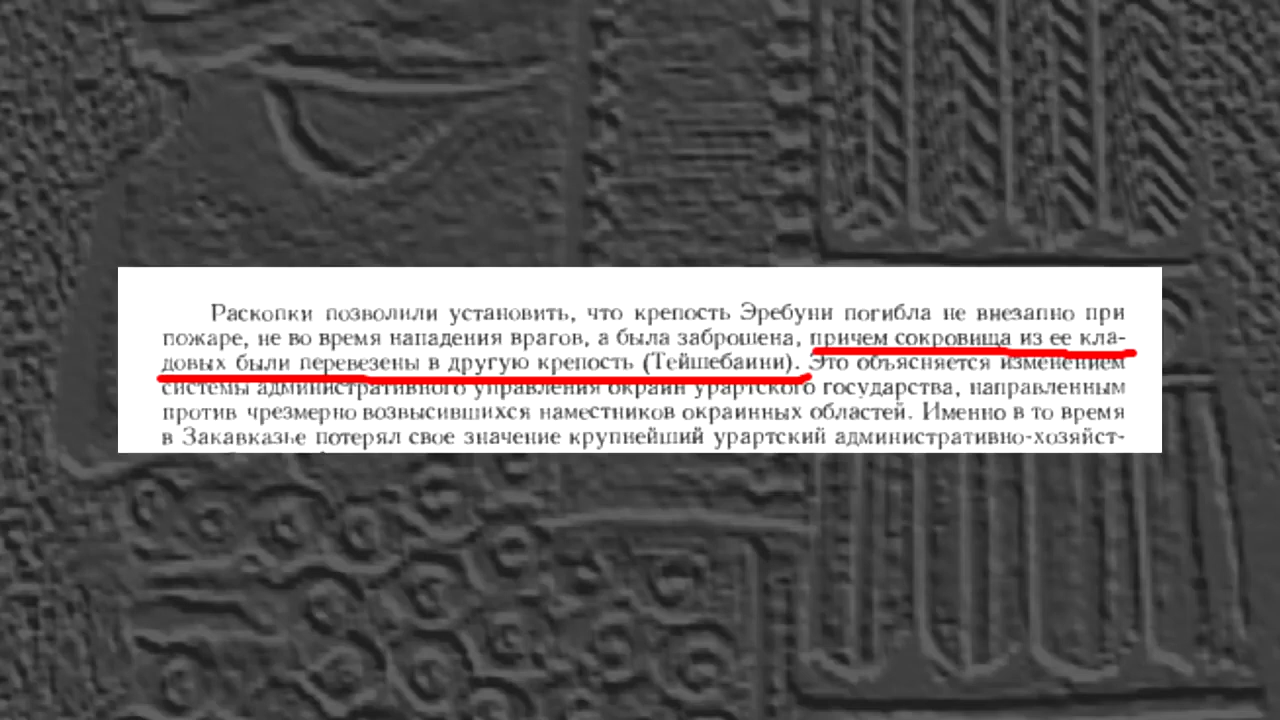 Раскопки позволили установить, что крепость Эребуни погибла не внезапно при
пожаре, не во время нападения врагов, а была заброшена, причем сокровища из ее кла-
довых были перевезены в другую крепость (Тейшебаини). Это объясняется изменением
системы административного управления окраин урартского государства, направленным
против чрезмерно возвысившихся наместников окраинных областей. Именно в то время
в Закавказье потерял свое значение крупнейший урартский административно-хозяйст-